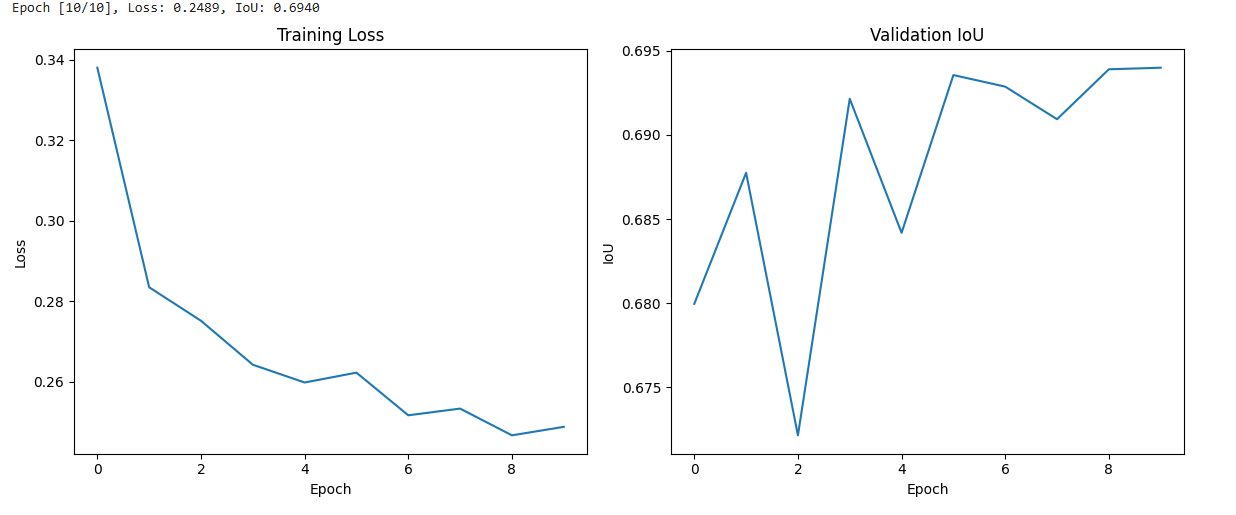 Epoch [10/10], Loss: 0.2489, IoU: 0.6940
Training Loss
0.34
0.32
0.30
0.28
0.26
Loss
0 2 4 6 8
Epoch
Validation IoU
0.695
0.690
0.685
0.680
0.675
IoU
0 2 4 6 8
Epoch